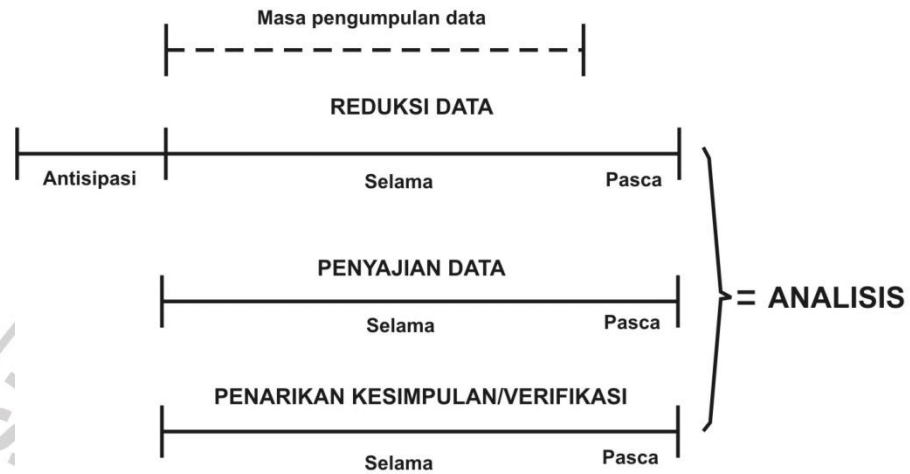 Masa pengumpulan data
REDUKSI DATA
Antisipasi Selama Pasca
PENYAJIAN DATA
Selama Pasca
= ANALISIS
PENARIKAN KESIMPULAN/VERIFIKASI
Selama Pasca